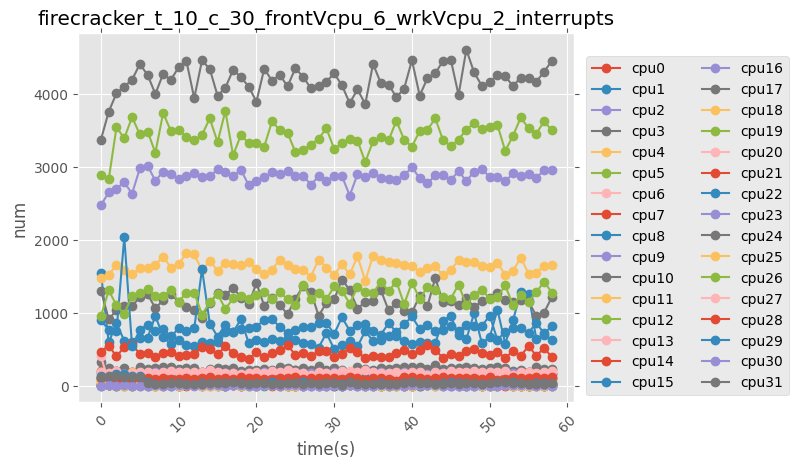 firecracker_t_10_c_30_frontVcpu_6_wrkVcpu_2_interrupts
num
4000
3000
2000
1000
0
0
10
20
30
40
50
60
time(s)
cpu0
cpu1
cpu2
cpu3
cpu4
cpu5
cpu6
cpu7
cpu8
cpu9
cpu10
cpu11
cpu12
cpu13
cpu14
cpu15
cpu16
cpu17
cpu18
cpu19
cpu20
cpu21
cpu22
cpu23
cpu24
cpu25
cpu26
cpu27
cpu28
cpu29
cpu30
cpu31